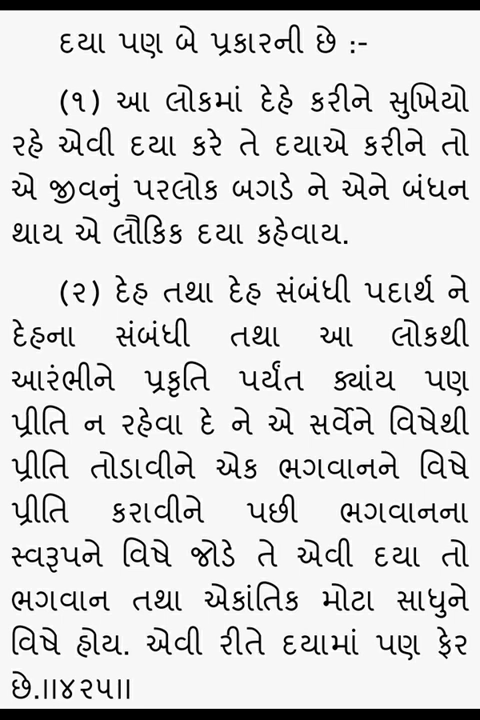 દયા પણ બે પ્રકારની છે :-
(૧) આ લોકમાં દેહે કરીને સુખિયો
રહે એવી દયા કરે તે દયાએ કરીને તો
એ જીવનું પરલોક બગડે ને એને બંધન
થાય એ લૌકિક દયા કહેવાય.
(૨) દેહ તથા દેહ સંબંધી પદાર્થ ને
દેહના સંબંધી તથા આ લોકથી
આરંભીને પ્રકૃતિ પર્યંત ક્યાંય પણ
પ્રીતિ ન રહેવા દે ને એ સર્વેને વિષેથી
પ્રીતિ તોડાવીને એક ભગવાનને વિષે
પ્રીતિ કરાવીને પછી ભગવાનના
સ્વરૂપને વિષે જોડે તે એવી દયા તો
ભગવાન તથા એકાંતિક મોટા સાધુને
વિષે હોય. એવી રીતે દયામાં પણ ફેર
છે.॥૪૨૫॥